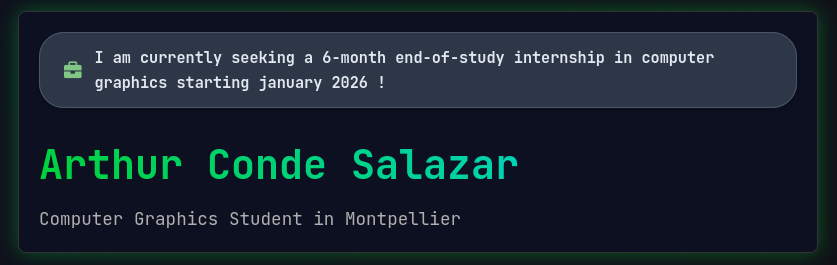 I am currently seeking a 6-month end-of-study internship in computer
graphics starting january 2026 !
Arthur Conde Salazar
Computer Graphics Student in Montpellier